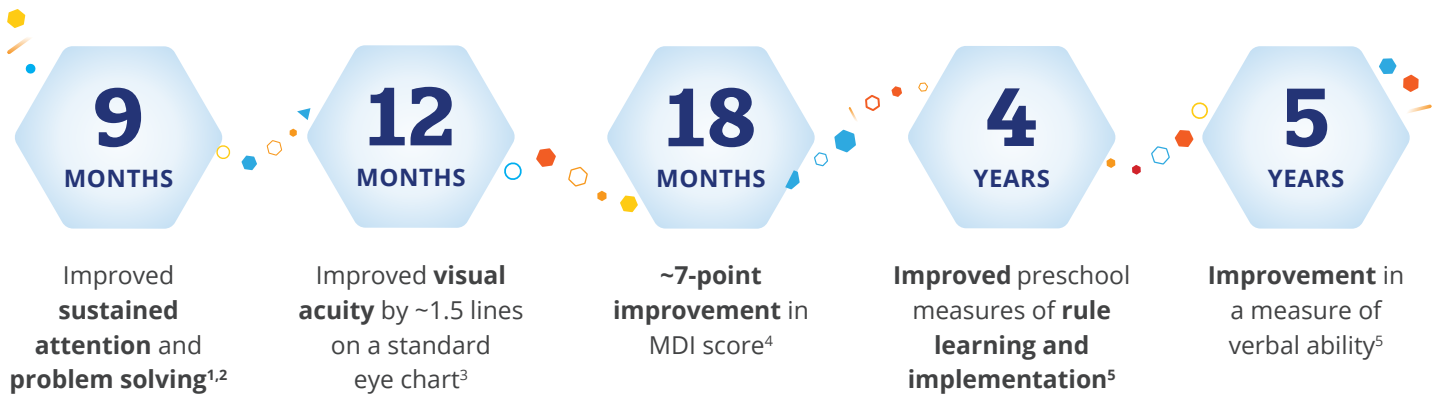 9
MONTHS
Improved
sustained
attention and
problem solving1,2
12
MONTHS
Improved visual
acuity by ~1.5 lines
on a standard
eye chart3
18
MONTHS
~7-point
improvement in
MDI score4
4
YEARS
Improved preschool
measures of rule
learning and
implementation5
5
YEARS
Improvement in
a measure of
verbal ability5